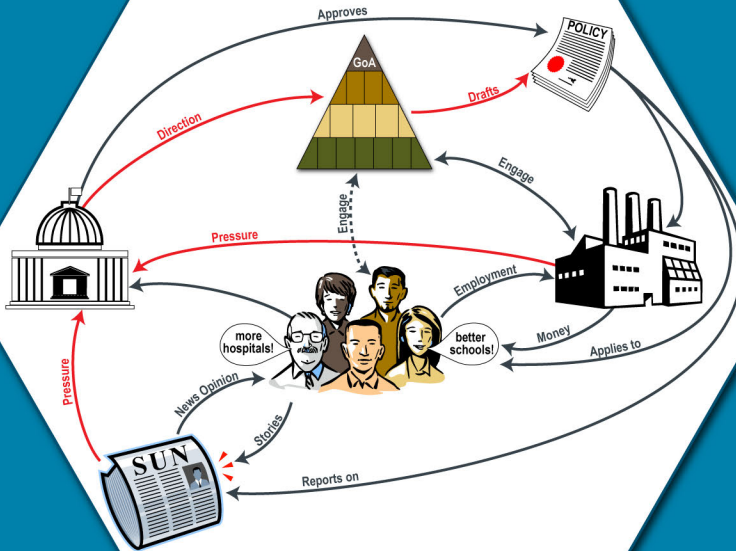 Approves
POLICY
GoA
Drafts
Direction
Engage
Engage
Pressure
Employment
more
hospitals!
better
schools!
Money
Applies to
News Opinion
Pressure
Stories
SUN
Reports on